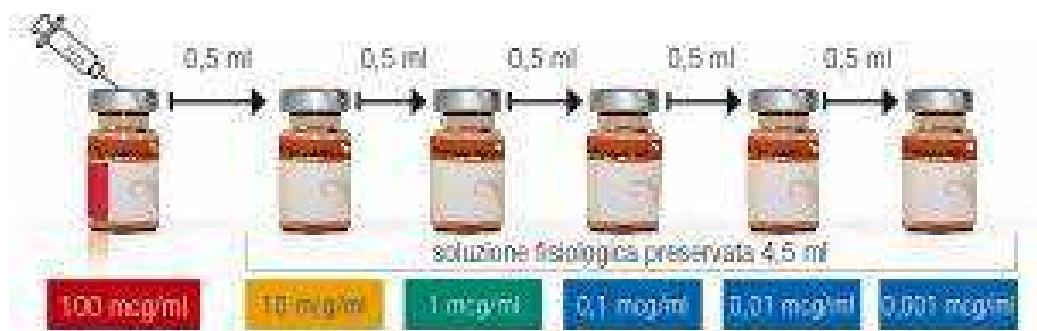 0,5 ml 0,5 ml 0,5 ml 0,5 ml 0,5 ml
soluzione fisiologica preservata 4,5 ml
100 mcg/ml 10 mcg/ml 1 mcg/ml 0,1 mcg/ml 0,01 mcg/ml 0,001 mcg/ml